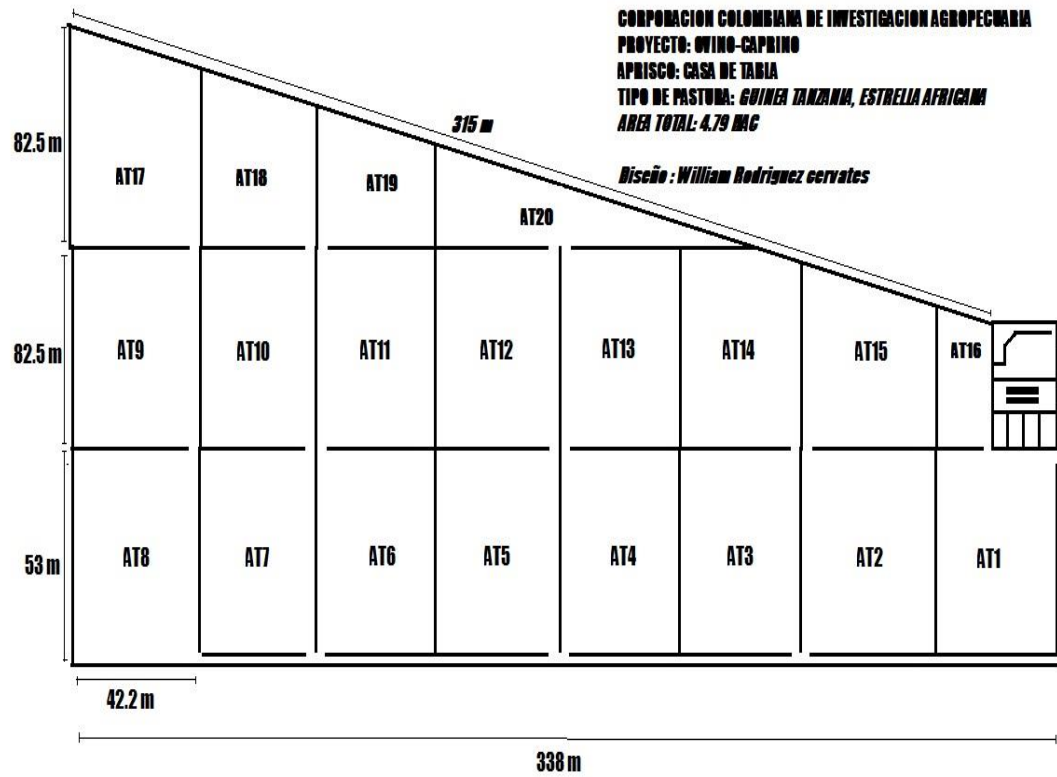 CORPORACION COLOMBIANA DE INVESTIGACION AGROPECUARIA
PROYECTO: OVINO-CAPRINO
APRISCO: CASA DE TABLA
TIPO DE PASTURA: GUINEA TANZANIA, ESTRELLA AFRICANA
AREA TOTAL: 4.79 HAC
Diseño : William Rodriguez cervates
315 m
82.5 m
AT17
AT18
AT19
AT20
82.5 m
AT9
AT10
AT11
AT12
AT13
AT14
AT15
AT16
53 m
AT8
AT7
AT6
AT5
AT4
AT3
AT2
AT1
42.2 m
338 m